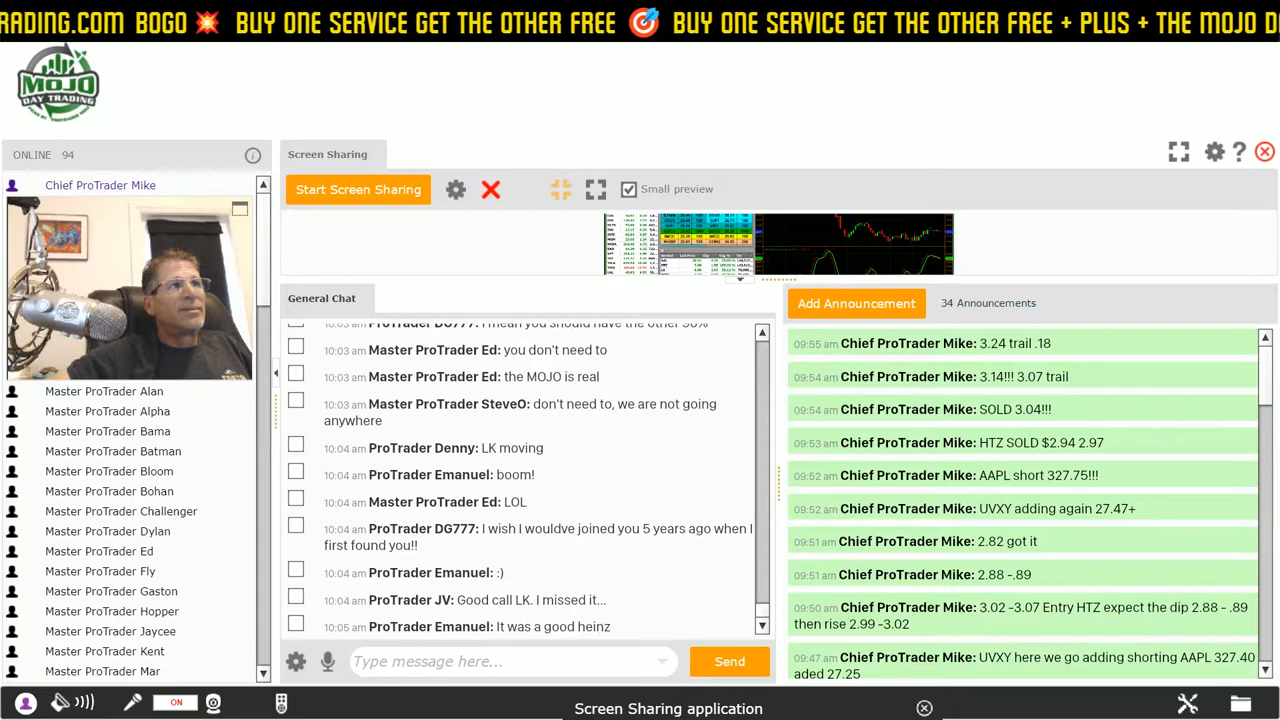 RADING.COM BOGO BUY ONE SERVICE GET THE OTHER FREE BUY ONE SERVICE GET THE OTHER FREE + PLUS + THE MOJO D
MOJO
DAY TRADING
ONLINE 94
Screen Sharing
Chief ProTrader Mike
Start Screen Sharing
Small preview
General Chat
Add Announcement
34 Announcements
10:03 am ProTrader DG777: I mean you should have the other 90%
10:03 am Master ProTrader Ed: you don't need to
10:03 am Master ProTrader Ed: the MOJO is real
10:03 am Master ProTrader SteveO: don't need to, we are not going
anywhere
10:04 am ProTrader Denny: LK moving
10:04 am ProTrader Emanuel: boom!
10:04 am Master ProTrader Ed: LOL
10:04 am ProTrader DG777: I wish I wouldve joined you 5 years ago when I
first found you!!
10:04 am ProTrader Emanuel: :)
10:04 am ProTrader JV: Good call LK. I missed it...
10:05 am ProTrader Emanuel: It was a good heinz
09:55 am Chief ProTrader Mike: 3.24 trail .18
09:54 am Chief ProTrader Mike: 3.14!!! 3.07 trail
09:54 am Chief ProTrader Mike: SOLD 3.04!!!
09:53 am Chief ProTrader Mike: HTZ SOLD $2.94 2.97
09:52 am Chief ProTrader Mike: AAPL short 327.75!!!
09:52 am Chief ProTrader Mike: UVXY adding again 27.47+
09:51 am Chief ProTrader Mike: 2.82 got it
09:51 am Chief ProTrader Mike: 2.88 -.89
09:50 am Chief ProTrader Mike: 3.02 -3.07 Entry HTZ expect the dip 2.88 - .89
then rise 2.99 -3.02
09:47 am Chief ProTrader Mike: UVXY here we go adding shorting AAPL 327.40
aded 27.25
Master ProTrader Alan
Master ProTrader Alpha
Master ProTrader Bama
Master ProTrader Batman
Master ProTrader Bloom
Master ProTrader Bohan
Master ProTrader Challenger
Master ProTrader Dylan
Master ProTrader Ed
Master ProTrader Fly
Master ProTrader Gaston
Master ProTrader Hopper
Master ProTrader Jaycee
Master ProTrader Kent
Master ProTrader Mar
Type message here...
Send
ON
Screen Sharing application